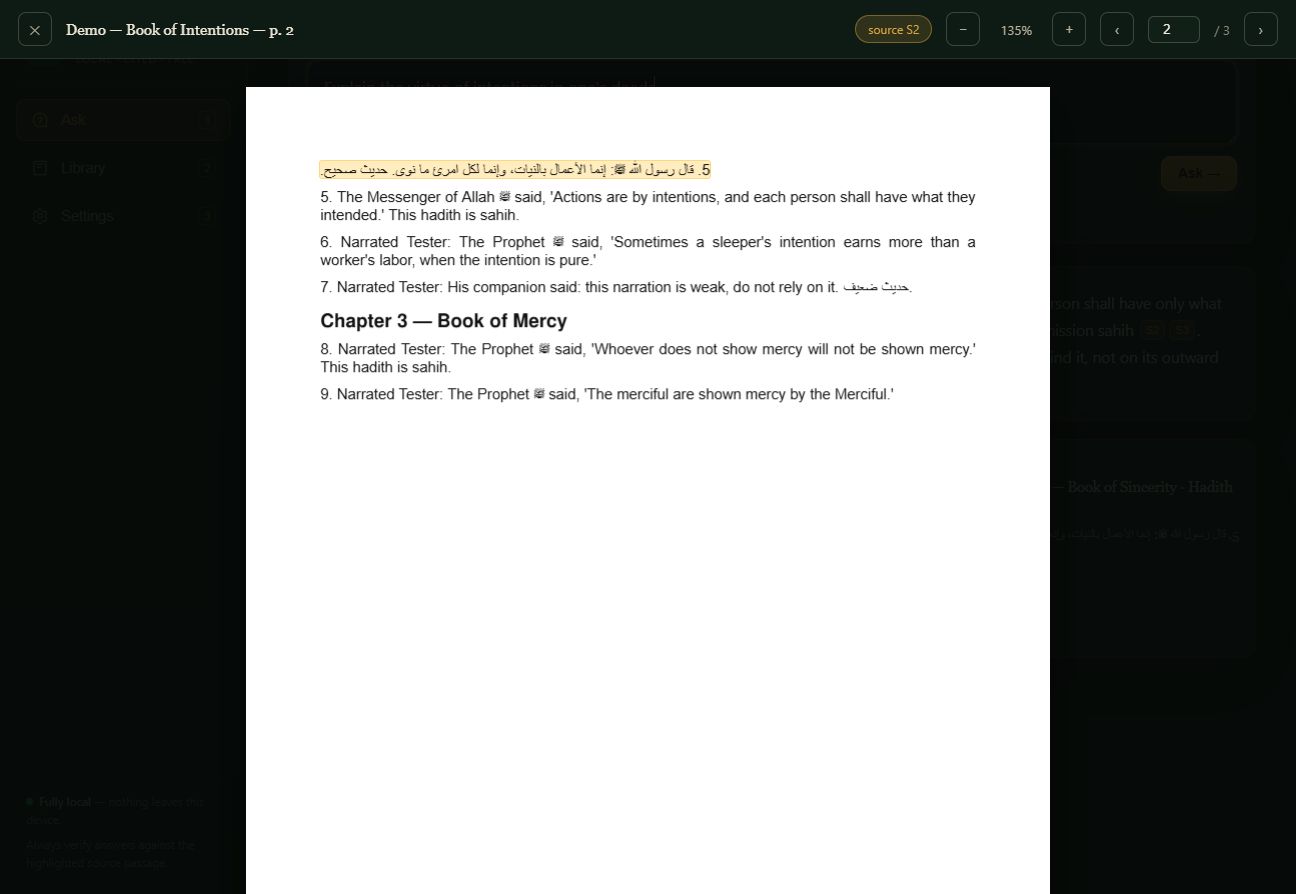 Demo — Book of Intentions — p. 2
source S2
−
135%
+
‹
2
/ 3
›
5. قال رسول الله ﷺ: إنما الأعمال بالنيات، وإنما لكل امرئ ما نوى. حديث صحيح.
5. The Messenger of Allah ﷺ said, 'Actions are by intentions, and each person shall have what they
intended.' This hadith is sahih.
6. Narrated Tester: The Prophet ﷺ said, 'Sometimes a sleeper's intention earns more than a
worker's labor, when the intention is pure.'
7. Narrated Tester: His companion said: this narration is weak, do not rely on it. حديث ضعيف.
Chapter 3 — Book of Mercy
8. Narrated Tester: The Prophet ﷺ said, 'Whoever does not show mercy will not be shown mercy.'
This hadith is sahih.
9. Narrated Tester: The Prophet ﷺ said, 'The merciful are shown mercy by the Merciful.'
Ask
1
Library
2
Settings
3
Ask —
rson shall have only what
mission sahih S2 S3 .
ind it, not on its outward
— Book of Sincerity - Hadith
Fully local — nothing leaves this
device.
Always verify answers against the
highlighted source passage.